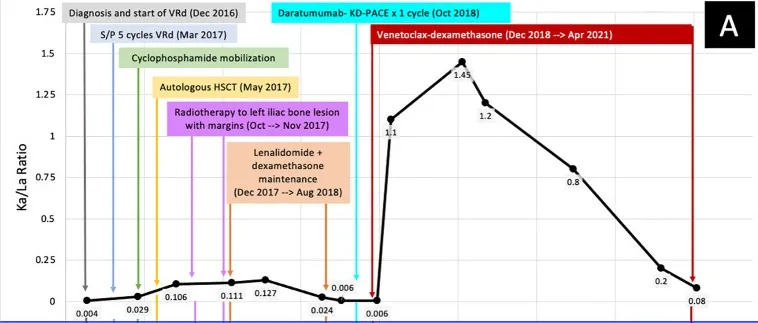 Diagnosis and start of VRd (Dec 2016)
S/P 5 cycles VRd (Mar 2017)
Cyclophosphamide mobilization
Autologous HSCT (May 2017)
Radiotherapy to left iliac bone lesion
with margins (Oct --> Nov 2017)
Lenalidomide +
dexamethasone
maintenance
(Dec 2017 --> Aug 2018)
Daratumumab- KD-PACE x 1 cycle (Oct 2018)
Venetoclax-dexamethasone (Dec 2018 --> Apr 2021)
A
Ka/La Ratio
1.75
1.5
1.25
1
0.75
0.5
0.25
0
0.004
0.029
0.106
0.111
0.127
0.024
0.006
0.006
1.1
1.45
1.2
0.8
0.2
0.08